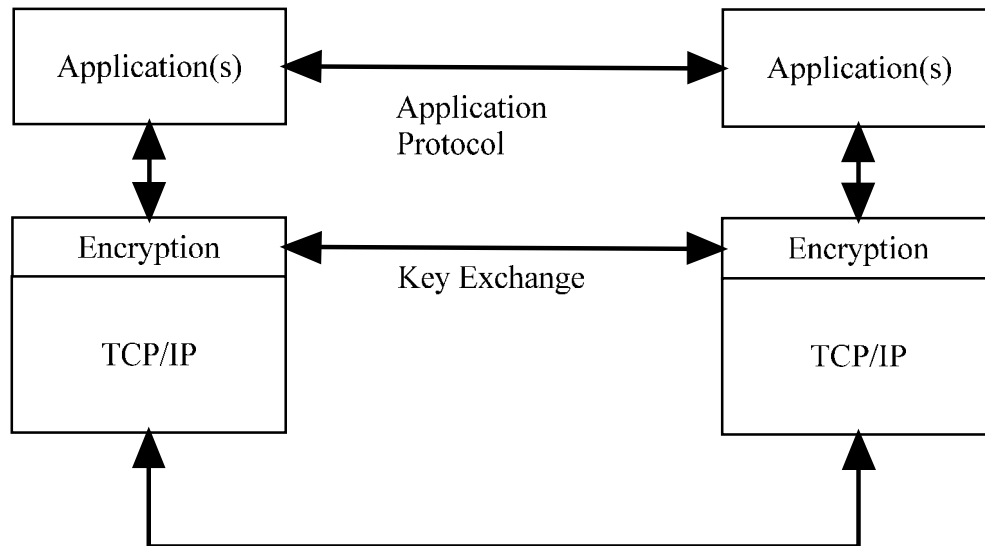 Application(s)
Application(s)
Application
Protocol
Encryption
Encryption
Key Exchange
TCP/IP
TCP/IP